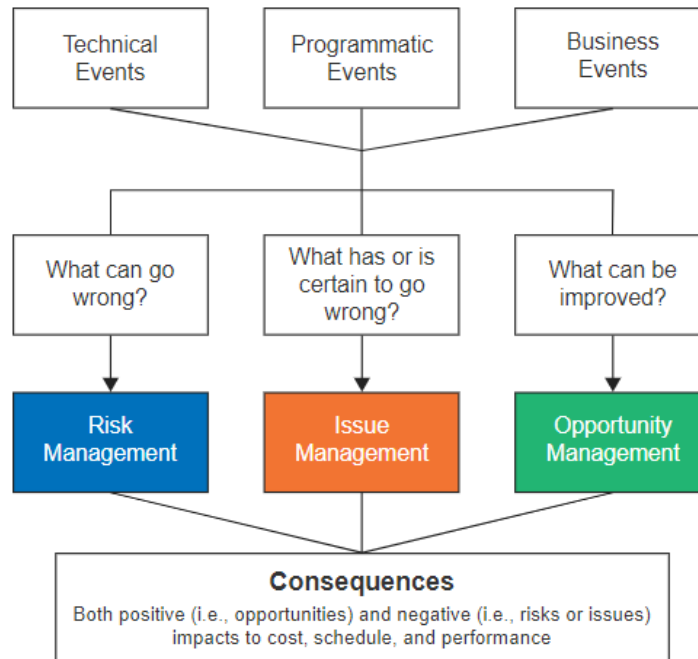 Technical
Events
Programmatic
Events
Business
Events
What can go
wrong?
What has or is
certain to go
wrong?
What can be
improved?
Risk
Management
Issue
Management
Opportunity
Management
Consequences
Both positive (i.e., opportunities) and negative (i.e., risks or issues)
impacts to cost, schedule, and performance